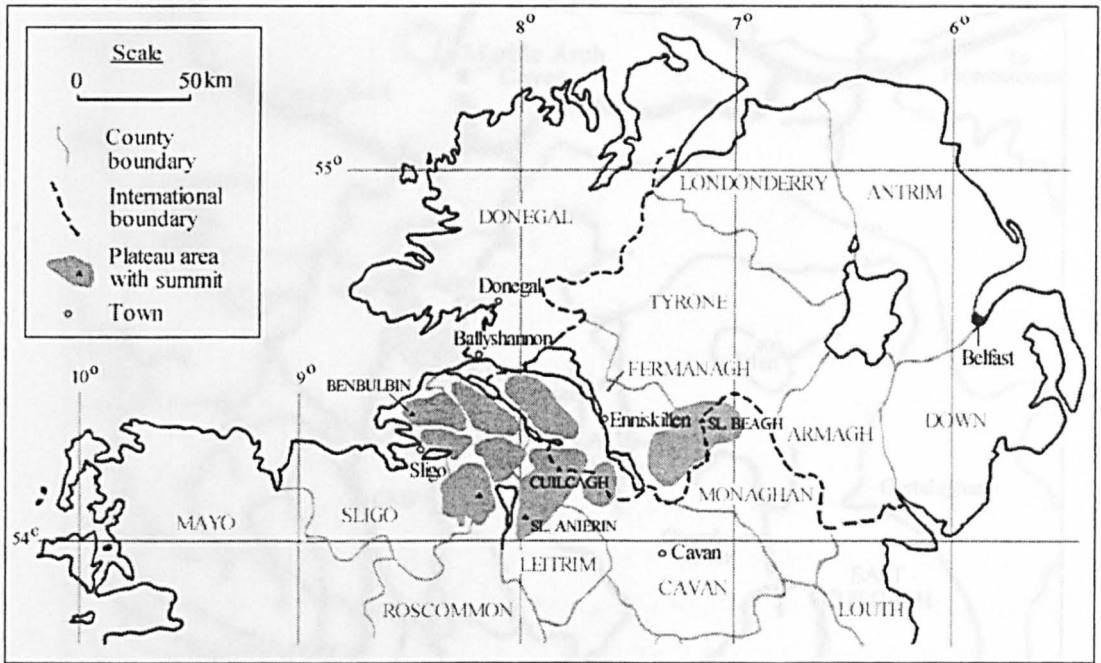 Scale
0 50 km
County
boundary
International
boundary
Plateau area
with summit
Town
8°
7°
6°
55°
LONDONDERRY
ANTRIM
DONEGAL
Donegal
TYRONE
Ballyshannon
Belfast
10°
9°
FERMANAGH
BENBULBIN
Enniskillen
SL. BEAGH
ARMAGH
DOWN
Sligo
CUILCAGH
MONAGHAN
MAYO
SLIGO
SL. ANIERIN
54°
LEITRIM
Cavan
CAVAN
ROSCOMMON
LOUTH